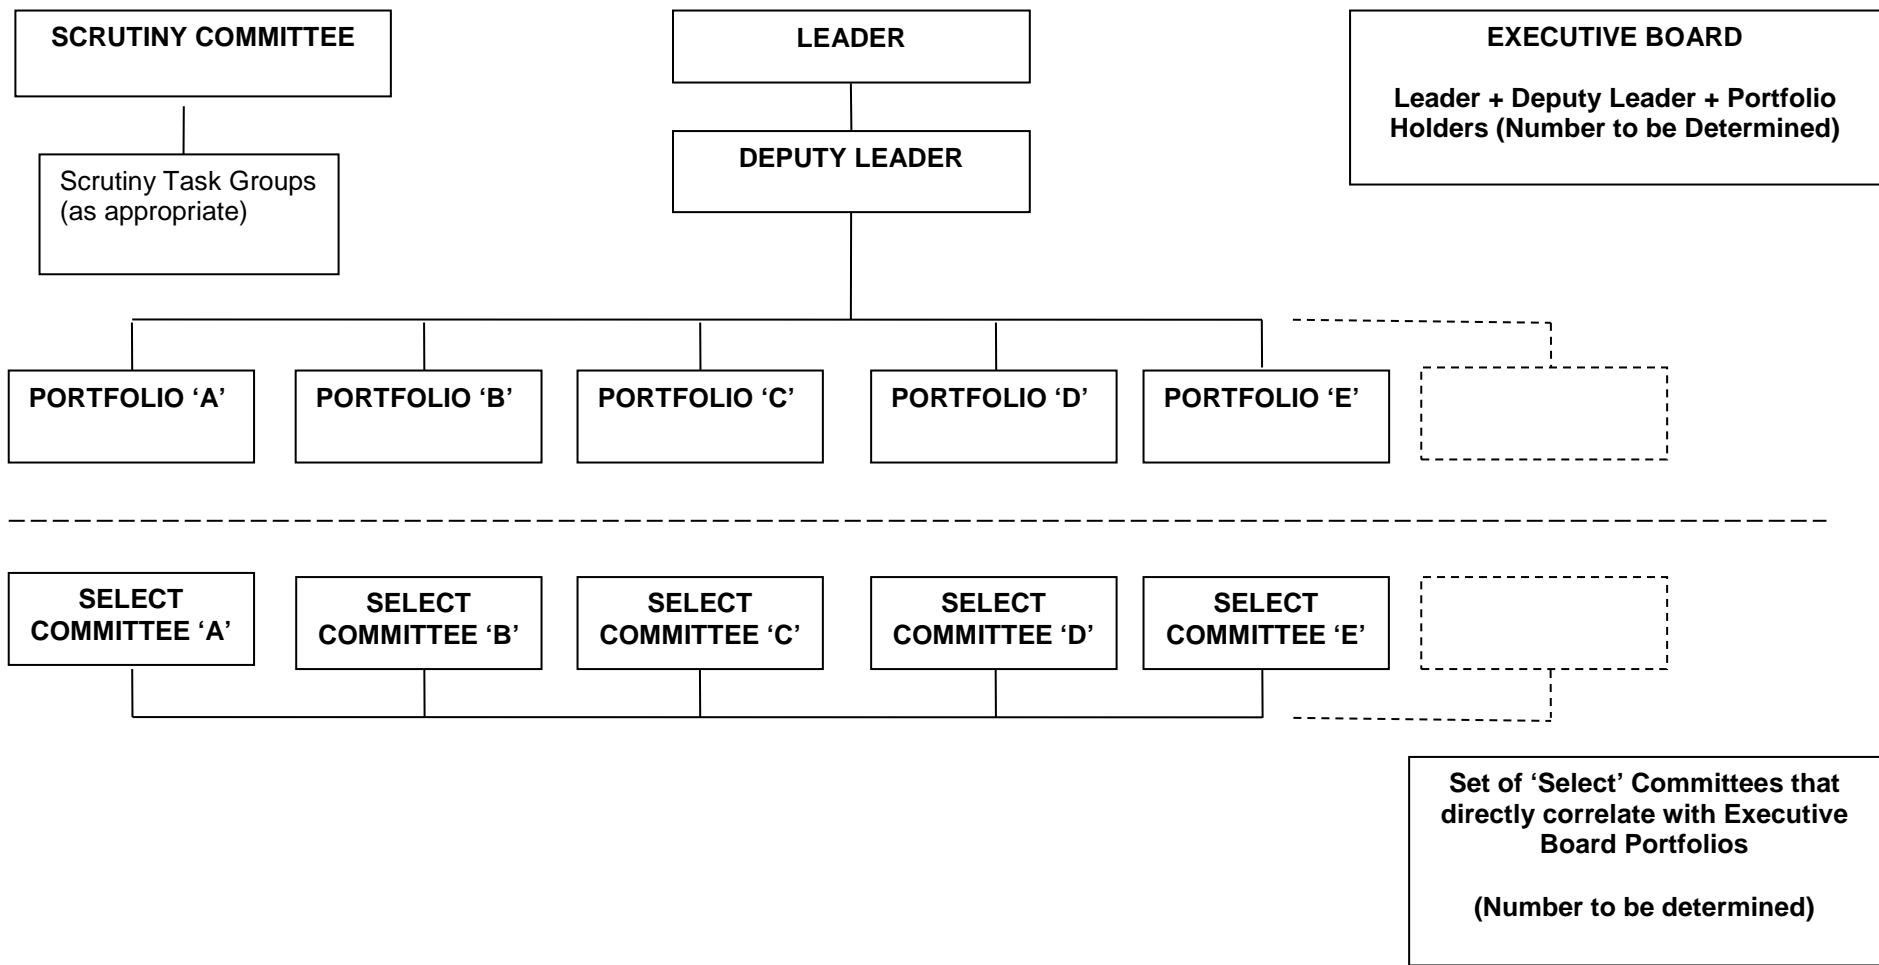 SCRUTINY COMMITTEE
LEADER
EXECUTIVE BOARD
Leader + Deputy Leader + Portfolio
Holders (Number to be Determined)
Scrutiny Task Groups
(as appropriate)
DEPUTY LEADER
PORTFOLIO ‘A’
PORTFOLIO ‘B’
PORTFOLIO ‘C’
PORTFOLIO ‘D’
PORTFOLIO ‘E’
SELECT
COMMITTEE ‘A’
SELECT
COMMITTEE ‘B’
SELECT
COMMITTEE ‘C’
SELECT
COMMITTEE ‘D’
SELECT
COMMITTEE ‘E’
Set of ‘Select’ Committees that
directly correlate with Executive
Board Portfolios
(Number to be determined)